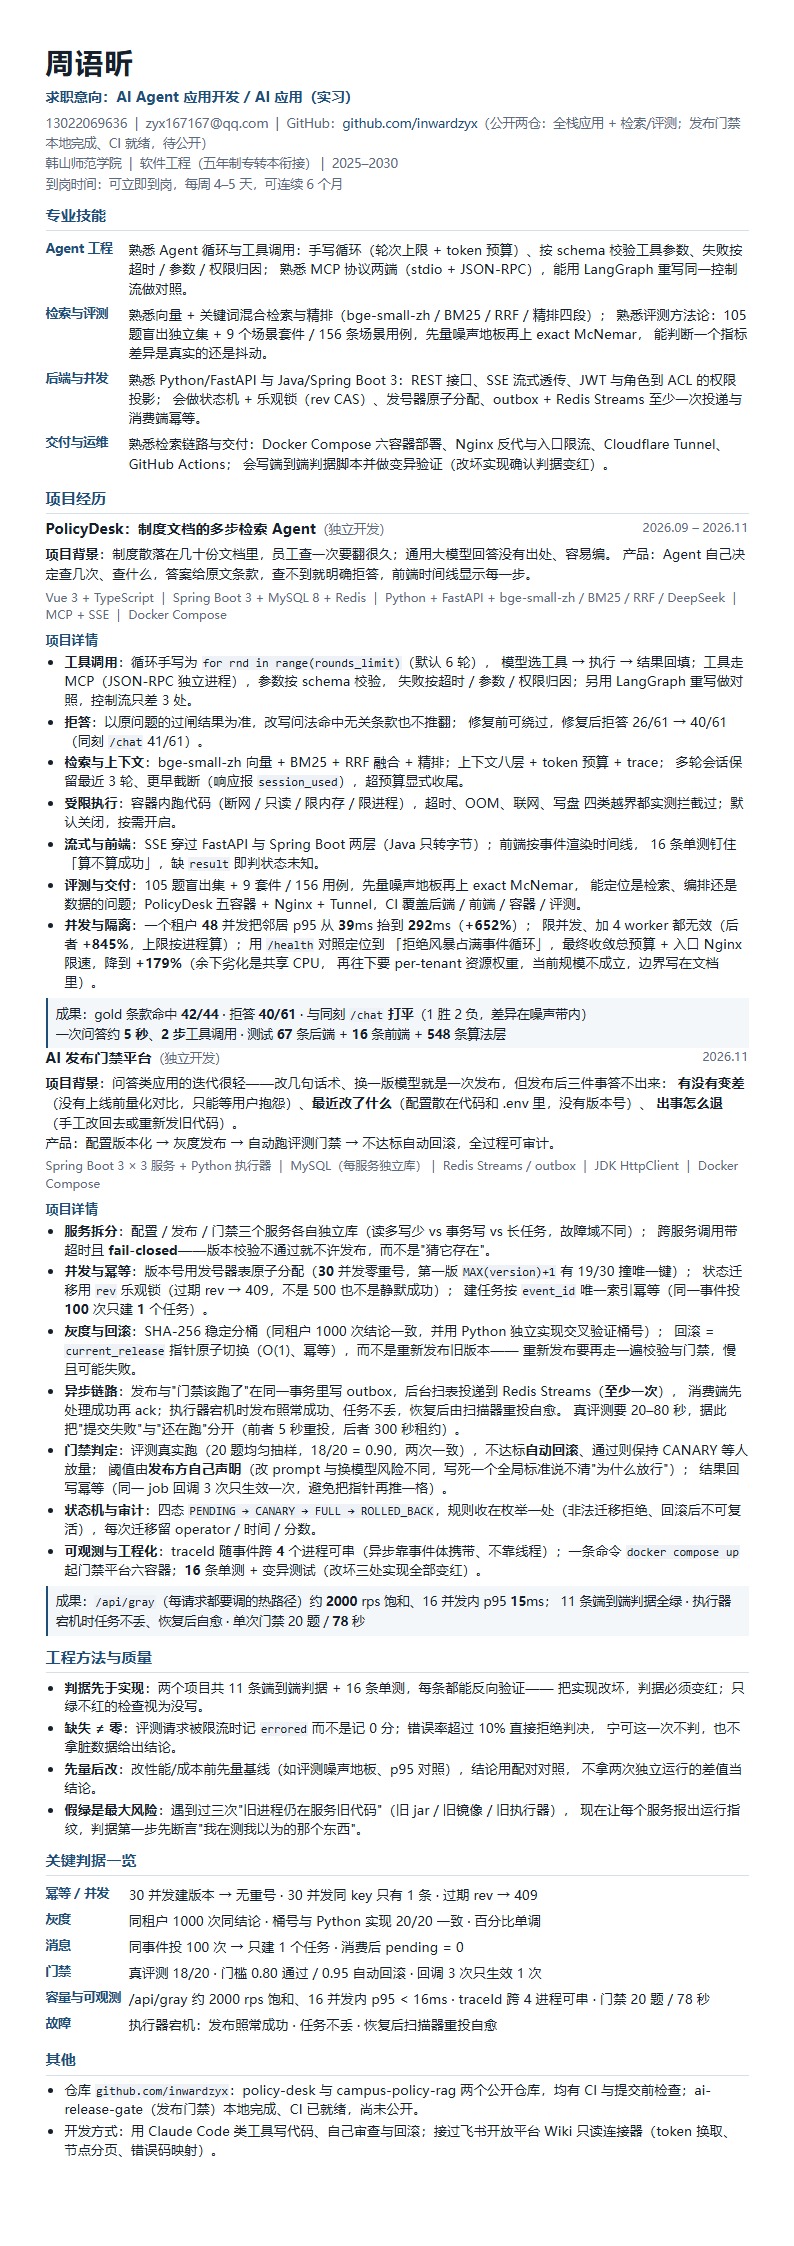 周语昕
求职意向：AI Agent 应用开发 / AI 应用（实习）
13022069636 | zyx167167@qq.com | GitHub：github.com/inwardzyx（公开两仓：全栈应用 + 检索/评测；发布门禁
本地完成、CI 就绪，待公开）
韩山师范学院 | 软件工程（五年制专转本衔接） | 2025–2030
到岗时间：可立即到岗，每周 4–5 天，可连续 6 个月
专业技能
Agent 工程 熟悉 Agent 循环与工具调用：手写循环（轮次上限 + token 预算）、按 schema 校验工具参数、失败按
超时 / 参数 / 权限归因； 熟悉 MCP 协议两端（stdio + JSON-RPC），能用 LangGraph 重写同一控制
流做对照。
检索与评测 熟悉向量 + 关键词混合检索与精排（bge-small-zh / BM25 / RRF / 精排四段）； 熟悉评测方法论：105
题盲出独立集 + 9 个场景套件 / 156 条场景用例，先量噪声地板再上 exact McNemar， 能判断一个指标
差异是真实的还是抖动。
后端与并发 熟悉 Python/FastAPI 与 Java/Spring Boot 3：REST 接口、SSE 流式透传、JWT 与角色到 ACL 的权限
投影； 会做状态机 + 乐观锁（rev CAS）、发号器原子分配、outbox + Redis Streams 至少一次投递与
消费端幂等。
交付与运维 熟悉检索链路与交付：Docker Compose 六容器部署、Nginx 反代与入口限流、Cloudflare Tunnel、
GitHub Actions； 会写端到端判据脚本并做变异验证（改坏实现确认判据变红）。
项目经历
PolicyDesk：制度文档的多步检索 Agent（独立开发） 2026.09 – 2026.11
项目背景：制度散落在几十份文档里，员工查一次要翻很久；通用大模型回答没有出处、容易编。 产品：Agent 自己决
定查几次、查什么，答案给原文条款，查不到就明确拒答，前端时间线显示每一步。
Vue 3 + TypeScript | Spring Boot 3 + MySQL 8 + Redis | Python + FastAPI + bge-small-zh / BM25 / RRF / DeepSeek |
MCP + SSE | Docker Compose
项目详情
• 工具调用：循环手写为 for rnd in range(rounds_limit)（默认 6 轮）， 模型选工具 → 执行 → 结果回填；工具走
MCP（JSON-RPC 独立进程），参数按 schema 校验， 失败按超时 / 参数 / 权限归因；另用 LangGraph 重写做对
照，控制流只差 3 处。
• 拒答：以原问题的过闸结果为准，改写问法命中无关条款也不推翻； 修复前可绕过，修复后拒答 26/61 → 40/61
（同刻 /chat 41/61）。
• 检索与上下文：bge-small-zh 向量 + BM25 + RRF 融合 + 精排；上下文八层 + token 预算 + trace； 多轮会话保
留最近 3 轮、更早截断（响应报 session_used），超预算显式收尾。
• 受限执行：容器内跑代码（断网 / 只读 / 限内存 / 限进程），超时、OOM、联网、写盘 四类越界都实测拦截过；默
认关闭，按需开启。
• 流式与前端：SSE 穿过 FastAPI 与 Spring Boot 两层（Java 只转字节）；前端按事件渲染时间线， 16 条单测钉住
「算不算成功」，缺 result 即判状态未知。
• 评测与交付：105 题盲出集 + 9 套件 / 156 用例，先量噪声地板再上 exact McNemar， 能定位是检索、编排还是
数据的问题；PolicyDesk 五容器 + Nginx + Tunnel，CI 覆盖后端 / 前端 / 容器 / 评测。
• 并发与隔离：一个租户 48 并发把邻居 p95 从 39ms 抬到 292ms（+652%）； 限并发、加 4 worker 都无效（后
者 +845%，上限按进程算）；用 /health 对照定位到 「拒绝风暴占满事件循环」，最终收敛总预算 + 入口 Nginx
限速，降到 +179%（余下劣化是共享 CPU， 再往下要 per-tenant 资源权重，当前规模不成立，边界写在文档
里）。
成果：gold 条款命中 42/44 · 拒答 40/61 · 与同刻 /chat 打平（1 胜 2 负，差异在噪声带内）
一次问答约 5 秒、2 步工具调用 · 测试 67 条后端 + 16 条前端 + 548 条算法层
AI 发布门禁平台（独立开发） 2026.11
项目背景：问答类应用的迭代很轻——改几句话术、换一版模型就是一次发布，但发布后三件事答不出来： 有没有变差
（没有上线前量化对比，只能等用户抱怨）、最近改了什么（配置散在代码和 .env 里，没有版本号）、 出事怎么退
（手工改回去或重新发旧代码）。
产品：配置版本化 → 灰度发布 → 自动跑评测门禁 → 不达标自动回滚，全过程可审计。
Spring Boot 3 × 3 服务 + Python 执行器 | MySQL（每服务独立库） | Redis Streams / outbox | JDK HttpClient | Docker
Compose
项目详情
• 服务拆分：配置 / 发布 / 门禁三个服务各自独立库（读多写少 vs 事务写 vs 长任务，故障域不同）； 跨服务调用带
超时且 fail-closed——版本校验不通过就不许发布，而不是"猜它存在"。
• 并发与幂等：版本号用发号器表原子分配（30 并发零重号，第一版 MAX(version)+1 有 19/30 撞唯一键）； 状态迁
移用 rev 乐观锁（过期 rev → 409，不是 500 也不是静默成功）； 建任务按 event_id 唯一索引幂等（同一事件投
100 次只建 1 个任务）。
• 灰度与回滚：SHA-256 稳定分桶（同租户 1000 次结论一致，并用 Python 独立实现交叉验证桶号）； 回滚 =
current_release 指针原子切换（O(1)、幂等），而不是重新发布旧版本—— 重新发布要再走一遍校验与门禁，慢
且可能失败。
• 异步链路：发布与"门禁该跑了"在同一事务里写 outbox，后台扫表投递到 Redis Streams（至少一次）， 消费端先
处理成功再 ack；执行器宕机时发布照常成功、任务不丢，恢复后由扫描器重投自愈。 真评测要 20–80 秒，据此
把"提交失败"与"还在跑"分开（前者 5 秒重投，后者 300 秒租约）。
• 门禁判定：评测真实跑（20 题均匀抽样，18/20 = 0.90，两次一致），不达标自动回滚、通过则保持 CANARY 等人
放量； 阈值由发布方自己声明（改 prompt 与换模型风险不同，写死一个全局标准说不清"为什么放行"）； 结果回
写幂等（同一 job 回调 3 次只生效一次，避免把指针再推一格）。
• 状态机与审计：四态 PENDING → CANARY → FULL → ROLLED_BACK，规则收在枚举一处（非法迁移拒绝、回滚后不可复
活），每次迁移留 operator / 时间 / 分数。
• 可观测与工程化：traceId 随事件跨 4 个进程可串（异步靠事件体携带、不靠线程）；一条命令 docker compose up
起门禁平台六容器；16 条单测 + 变异测试（改坏三处实现全部变红）。
成果：/api/gray（每请求都要调的热路径）约 2000 rps 饱和、16 并发内 p95 15ms； 11 条端到端判据全绿 · 执行器
宕机时任务不丢、恢复后自愈 · 单次门禁 20 题 / 78 秒
工程方法与质量
• 判据先于实现：两个项目共 11 条端到端判据 + 16 条单测，每条都能反向验证—— 把实现改坏，判据必须变红；只
绿不红的检查视为没写。
• 缺失 ≠ 零：评测请求被限流时记 errored 而不是记 0 分；错误率超过 10% 直接拒绝判决， 宁可这一次不判，也不
拿脏数据给出结论。
• 先量后改：改性能/成本前先量基线（如评测噪声地板、p95 对照），结论用配对对照， 不拿两次独立运行的差值当
结论。
• 假绿是最大风险：遇到过三次"旧进程仍在服务旧代码"（旧 jar / 旧镜像 / 旧执行器）， 现在让每个服务报出运行指
纹，判据第一步先断言"我在测我以为的那个东西"。
关键判据一览
幂等 / 并发 30 并发建版本 → 无重号 · 30 并发同 key 只有 1 条 · 过期 rev → 409
灰度 同租户 1000 次同结论 · 桶号与 Python 实现 20/20 一致 · 百分比单调
消息 同事件投 100 次 → 只建 1 个任务 · 消费后 pending = 0
门禁 真评测 18/20 · 门槛 0.80 通过 / 0.95 自动回滚 · 回调 3 次只生效 1 次
容量与可观测 /api/gray 约 2000 rps 饱和、16 并发内 p95 < 16ms · traceId 跨 4 进程可串 · 门禁 20 题 / 78 秒
故障 执行器宕机：发布照常成功 · 任务不丢 · 恢复后扫描器重投自愈
其他
• 仓库 github.com/inwardzyx：policy-desk 与 campus-policy-rag 两个公开仓库，均有 CI 与提交前检查；ai-
release-gate（发布门禁）本地完成、CI 已就绪，尚未公开。
• 开发方式：用 Claude Code 类工具写代码、自己审查与回滚；接过飞书开放平台 Wiki 只读连接器（token 换取、
节点分页、错误码映射）。